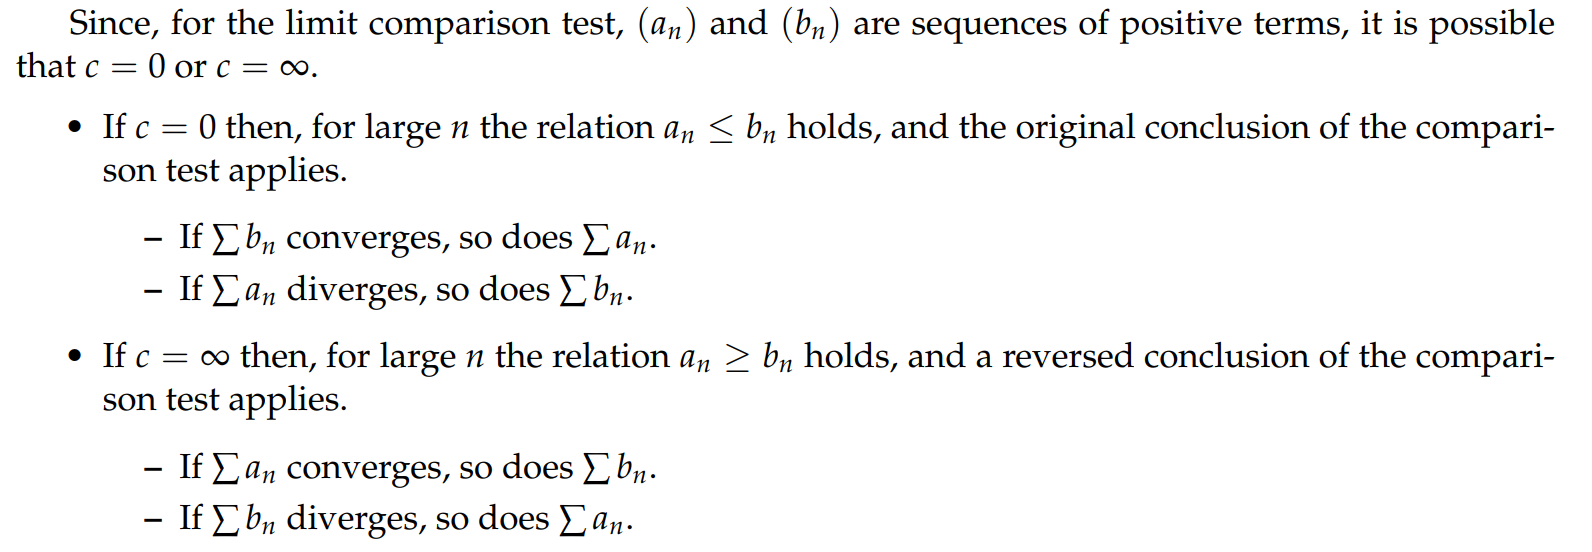 Since, for the limit comparison test, (aₙ) and (bₙ) are sequences of positive terms, it is possible
that c = 0 or c = ∞.
• If c = 0 then, for large n the relation aₙ ≤ bₙ holds, and the original conclusion of the compari-
son test applies.
– If ∑ bₙ converges, so does ∑ aₙ.
– If ∑ aₙ diverges, so does ∑ bₙ.
• If c = ∞ then, for large n the relation aₙ ≥ bₙ holds, and a reversed conclusion of the compari-
son test applies.
– If ∑ aₙ converges, so does ∑ bₙ.
– If ∑ bₙ diverges, so does ∑ aₙ.